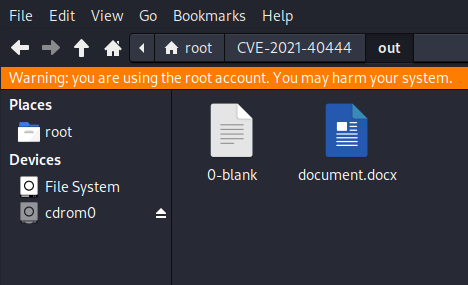 File Edit View Go Bookmarks Help
root CVE-2021-40444 out
Warning: you are using the root account. You may harm your system.
Places
root
Devices
File System
cdrom0
0-blank document.docx